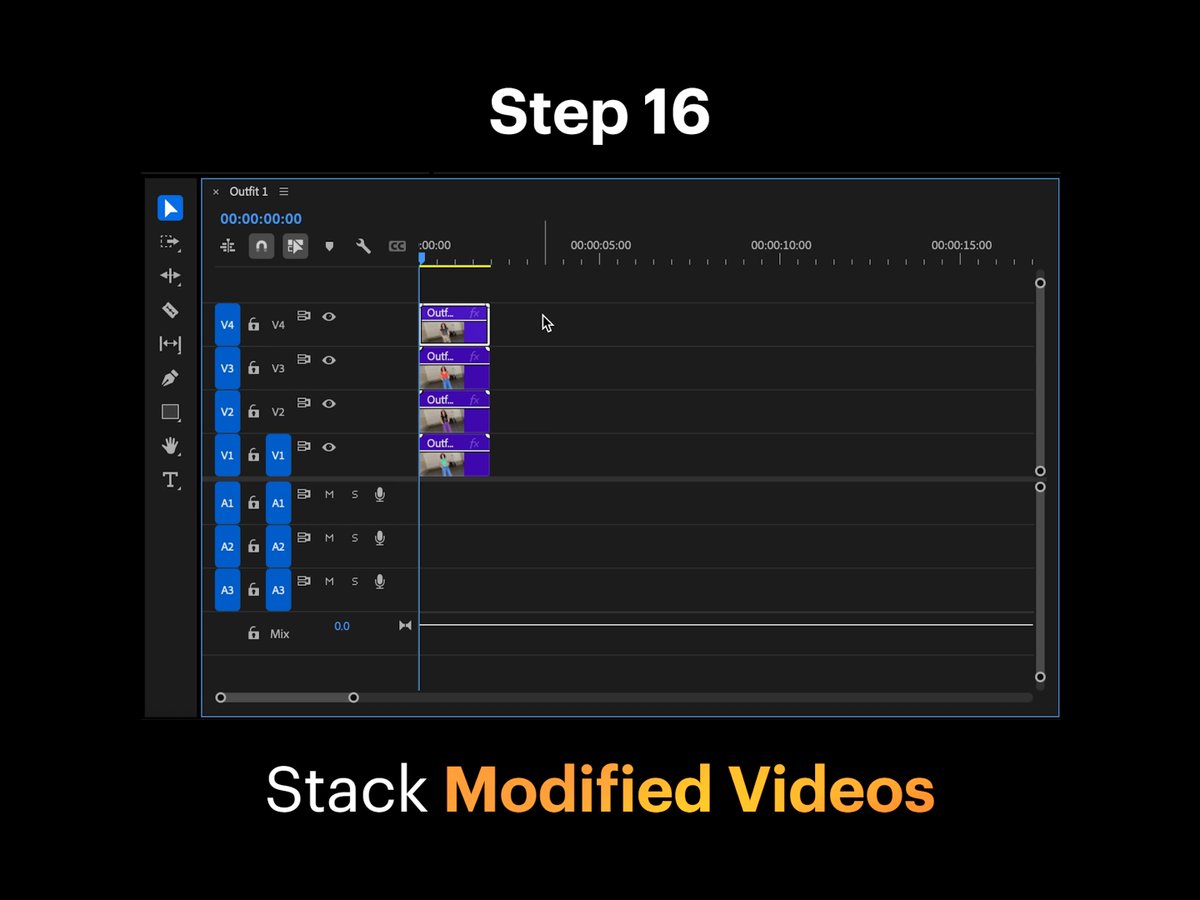 Step 16
× Outfit 1 ☰
00:00:00:00
CC :00:00 00:00:05:00 00:00:10:00 00:00:15:00
V4 V4 Outf... fx
V3 V3 Outf... fx
V2 V2 Outf... fx
V1 V1 Outf... fx
A1 A1 M S
A2 A2 M S
A3 A3 M S
Mix 0.0
T
Stack Modified Videos